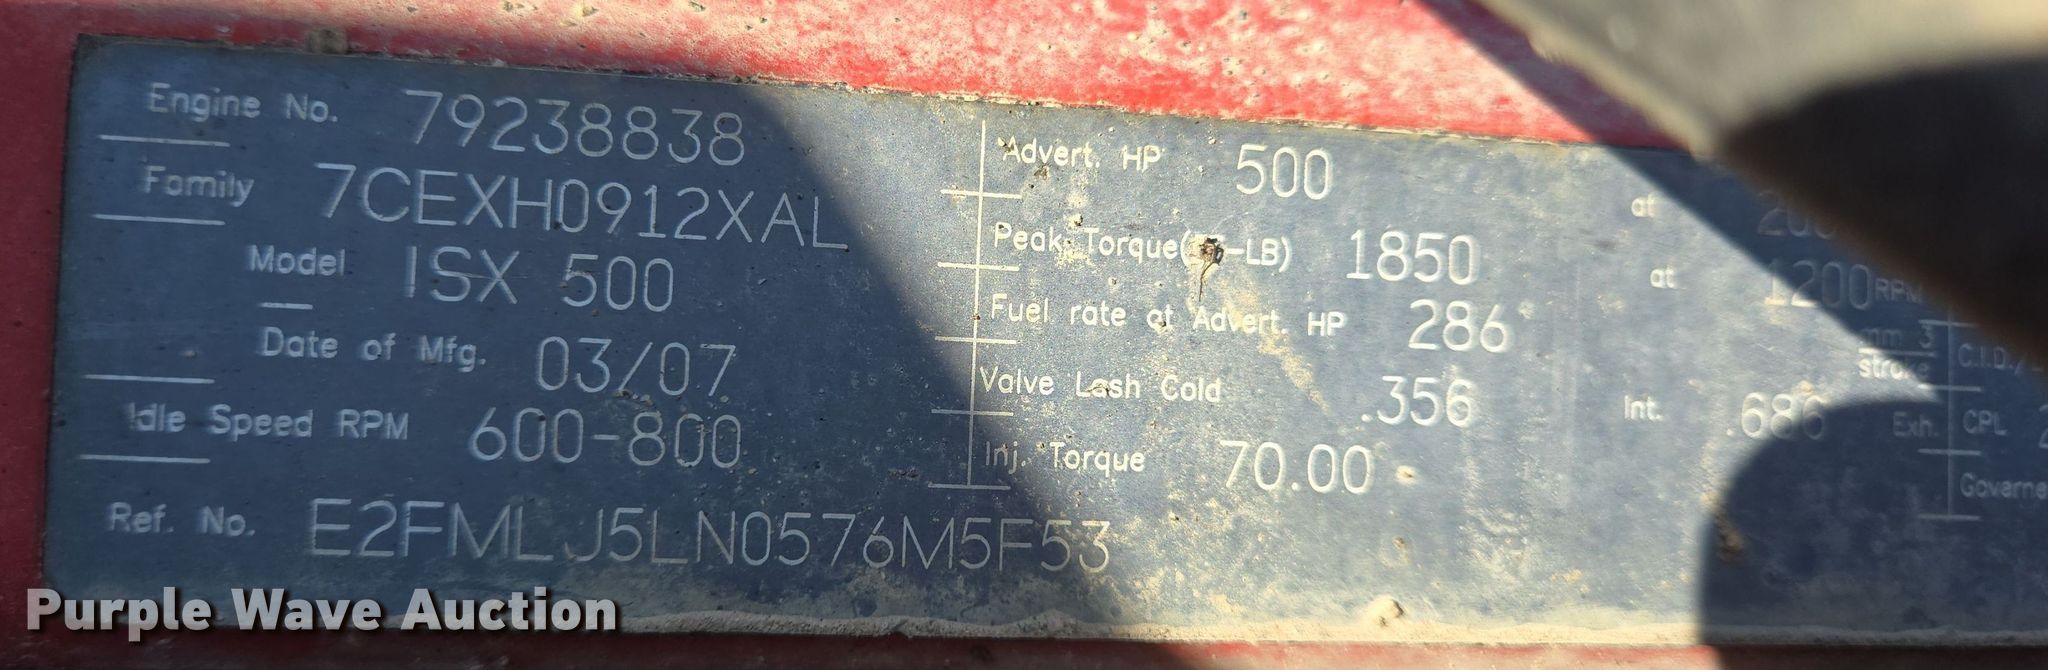 Engine No. 79238838
Family 7CEXH0912XAL
Model ISX 500
Date of Mfg. 03/07
Idle Speed RPM 600-800
Ref. No. E2FMLJ5LN0576M5F53
Advert. HP 500 at
Peak Torque( -LB) 1850 at 1200 RPM
Fuel rate at Advert. HP 286 mm 3
stroke
Valve Lash Cold .356 Int. .686 Exh.
Inj. Torque 70.00
C.I.D./
CPL
Purple Wave Auction